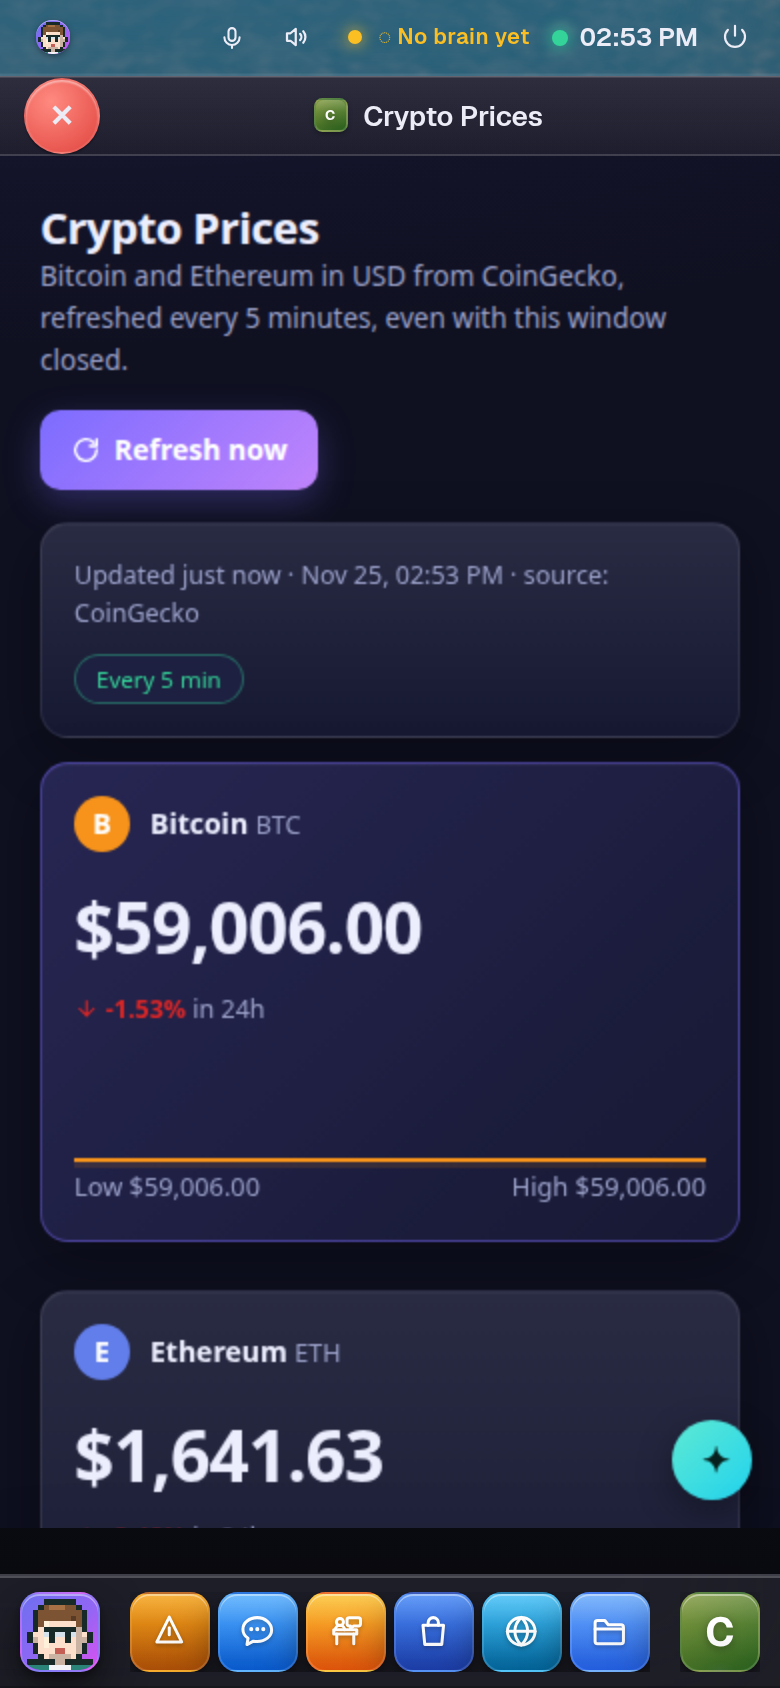 No brain yet
02:53 PM
C Crypto Prices
Crypto Prices
Bitcoin and Ethereum in USD from CoinGecko,
refreshed every 5 minutes, even with this window
closed.
Refresh now
Updated just now · Nov 25, 02:53 PM · source:
CoinGecko
Every 5 min
B Bitcoin BTC
$59,006.00
↓ -1.53% in 24h
Low $59,006.00 High $59,006.00
E Ethereum ETH
$1,641.63
C